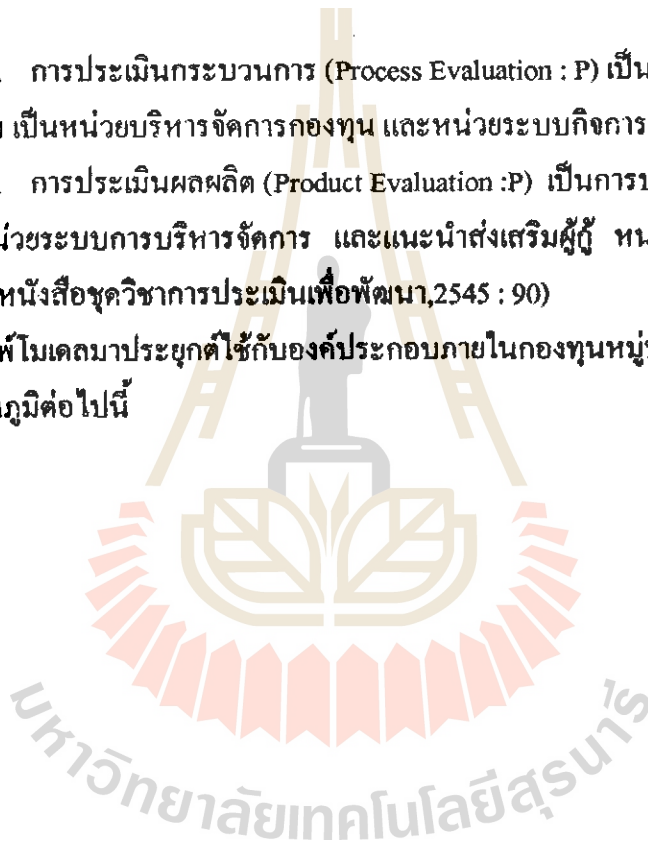 การประเมินกระบวนการ (Process Evaluation : P) เป็น
เป็นหน่วยบริหารจัดการกองทุน และหน่วยระบบกิจการ
การประเมินผลผลิต (Product Evaluation :P) เป็นการป
น่วยระบบการบริหารจัดการ และแนะนำส่งเสริมผู้กู้ หน
หนังสือชุดวิชาการประเมินเพื่อพัฒนา,2545 : 90)
พ์โมเดลมาประยุกต์ใช้กับองค์ประกอบภายในกองทุนหมู่
ภูมิต่อไปนี้
มหาวิทยาลัยเทคโนโลยีสุรนารี